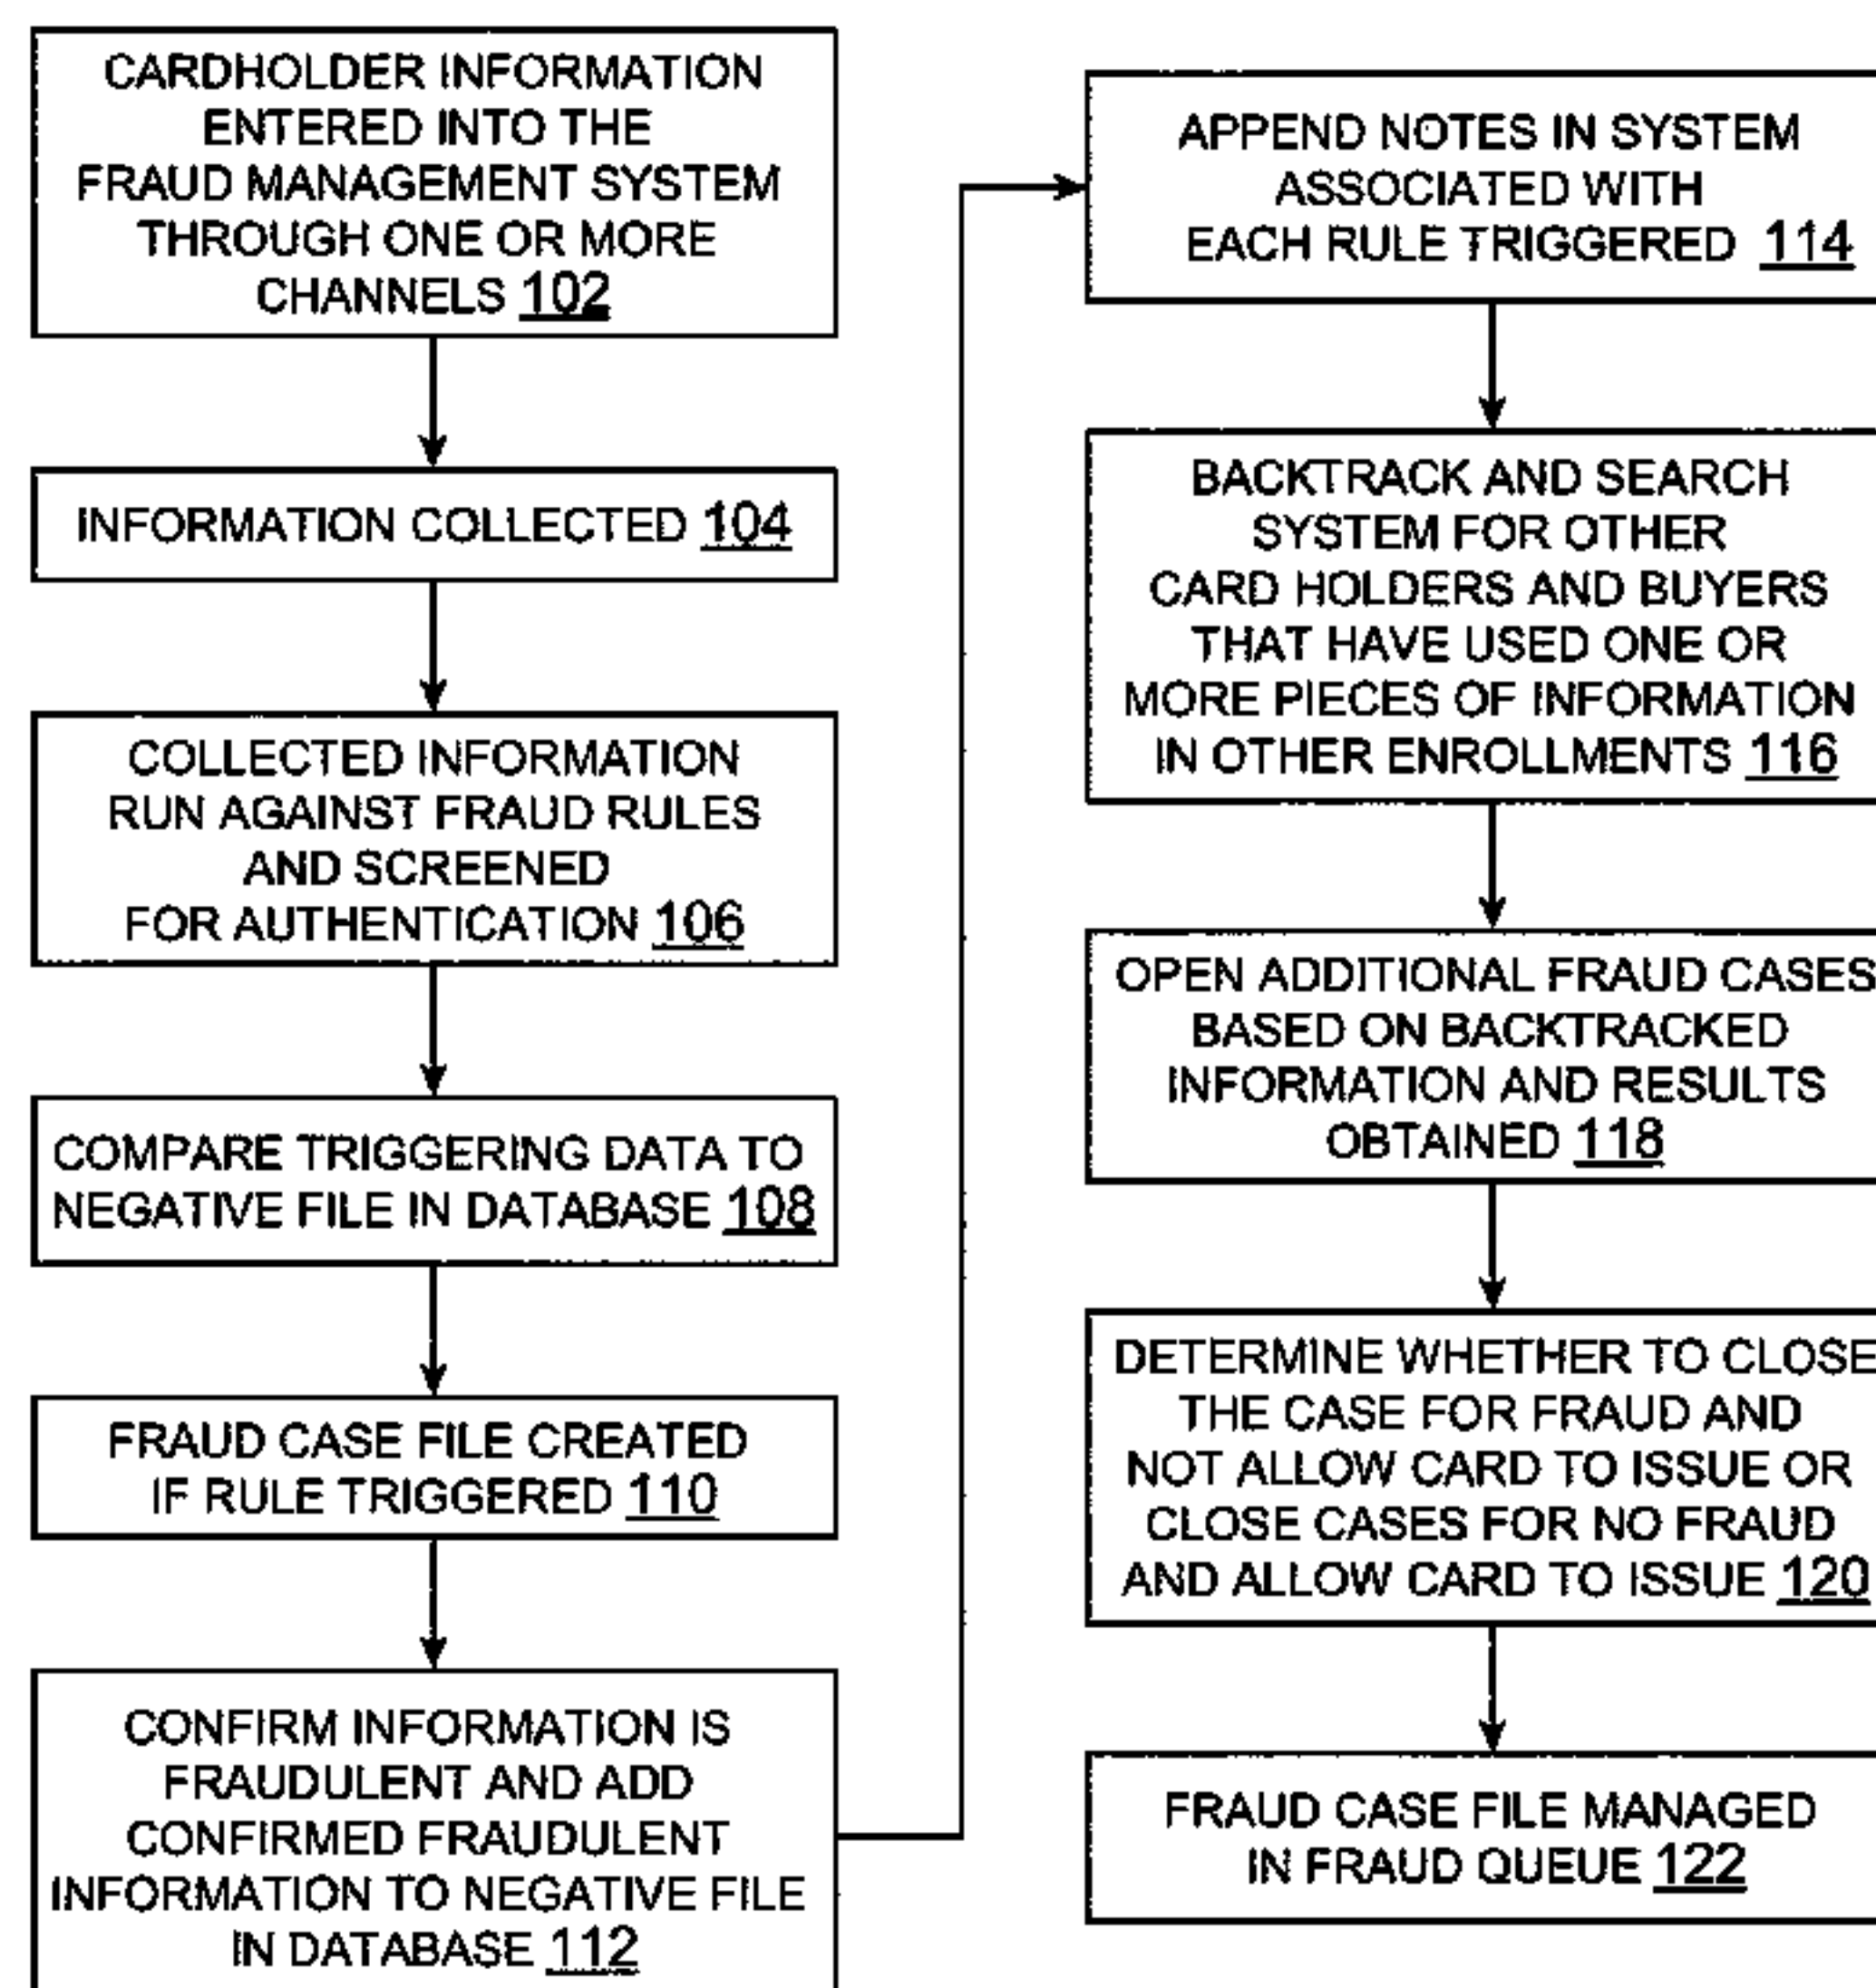 CARDHOLDER INFORMATION
ENTERED INTO THE
FRAUD MANAGEMENT SYSTEM
THROUGH ONE OR MORE
CHANNELS 102
INFORMATION COLLECTED 104
COLLECTED INFORMATION
RUN AGAINST FRAUD RULES
AND SCREENED
FOR AUTHENTICATION 106
COMPARE TRIGGERING DATA TO
NEGATIVE FILE IN DATABASE 108
FRAUD CASE FILE CREATED
IF RULE TRIGGERED 110
CONFIRM INFORMATION IS
FRAUDULENT AND ADD
CONFIRMED FRAUDULENT
INFORMATION TO NEGATIVE FILE
IN DATABASE 112
APPEND NOTES IN SYSTEM
ASSOCIATED WITH
EACH RULE TRIGGERED 114
BACKTRACK AND SEARCH
SYSTEM FOR OTHER
CARD HOLDERS AND BUYERS
THAT HAVE USED ONE OR
MORE PIECES OF INFORMATION
IN OTHER ENROLLMENTS 116
OPEN ADDITIONAL FRAUD CASES
BASED ON BACKTRACKED
INFORMATION AND RESULTS
OBTAINED 118
DETERMINE WHETHER TO CLOSE
THE CASE FOR FRAUD AND
NOT ALLOW CARD TO ISSUE OR
CLOSE CASES FOR NO FRAUD
AND ALLOW CARD TO ISSUE 120
FRAUD CASE FILE MANAGED
IN FRAUD QUEUE 122